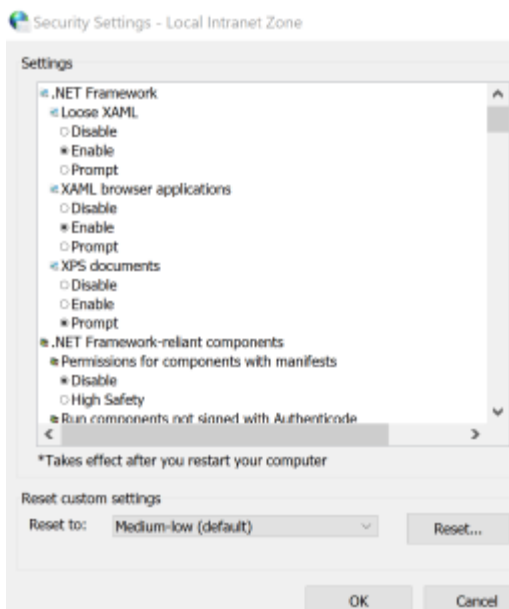 Security Settings - Local Intranet Zone
Settings
.NET Framework
Loose XAML
Disable
Enable
Prompt
XAML browser applications
Disable
Enable
Prompt
XPS documents
Disable
Enable
Prompt
.NET Framework-reliant components
Permissions for components with manifests
Disable
High Safety
Run components not signed with Authenticode
*Takes effect after you restart your computer
Reset custom settings
Reset to: Medium-low (default) Reset...
OK Cancel